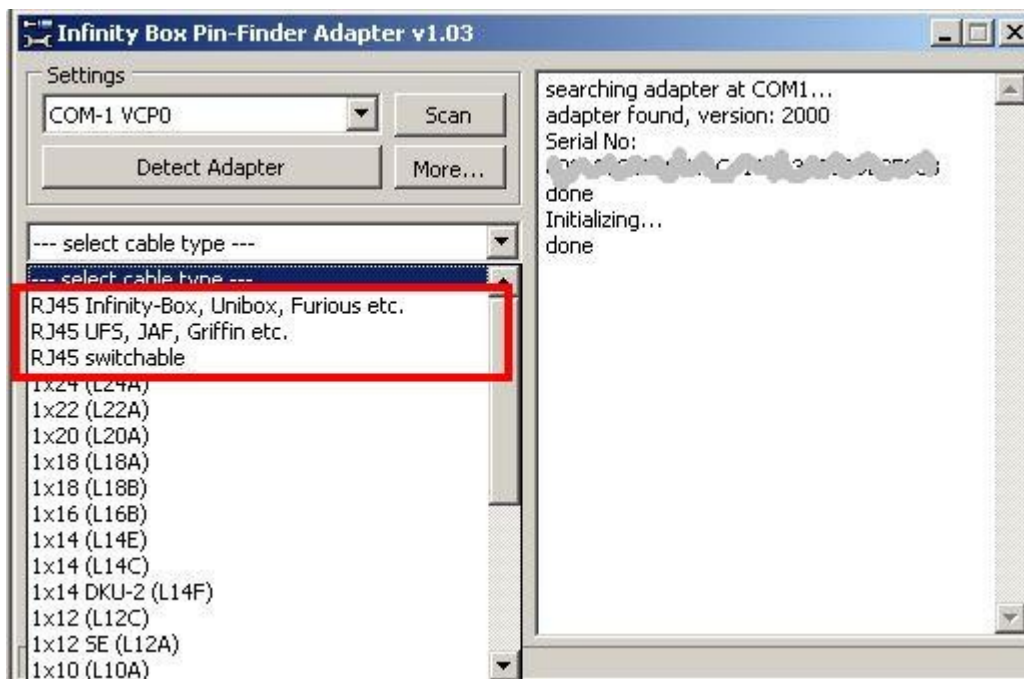 Infinity Box Pin-Finder Adapter v1.03
Settings
COM-1 VCP0
Scan
Detect Adapter
More...
--- select cable type ---
--- select cable type ---
RJ45 Infinity-Box, Unibox, Furious etc.
RJ45 UFS, JAF, Griffin etc.
RJ45 switchable
1x24 (L24A)
1x22 (L22A)
1x20 (L20A)
1x18 (L18A)
1x18 (L18B)
1x16 (L16B)
1x14 (L14E)
1x14 (L14C)
1x14 DKU-2 (L14F)
1x12 (L12C)
1x12 SE (L12A)
1x10 (L10A)
searching adapter at COM1...
adapter found, version: 2000
Serial No:
done
Initializing...
done